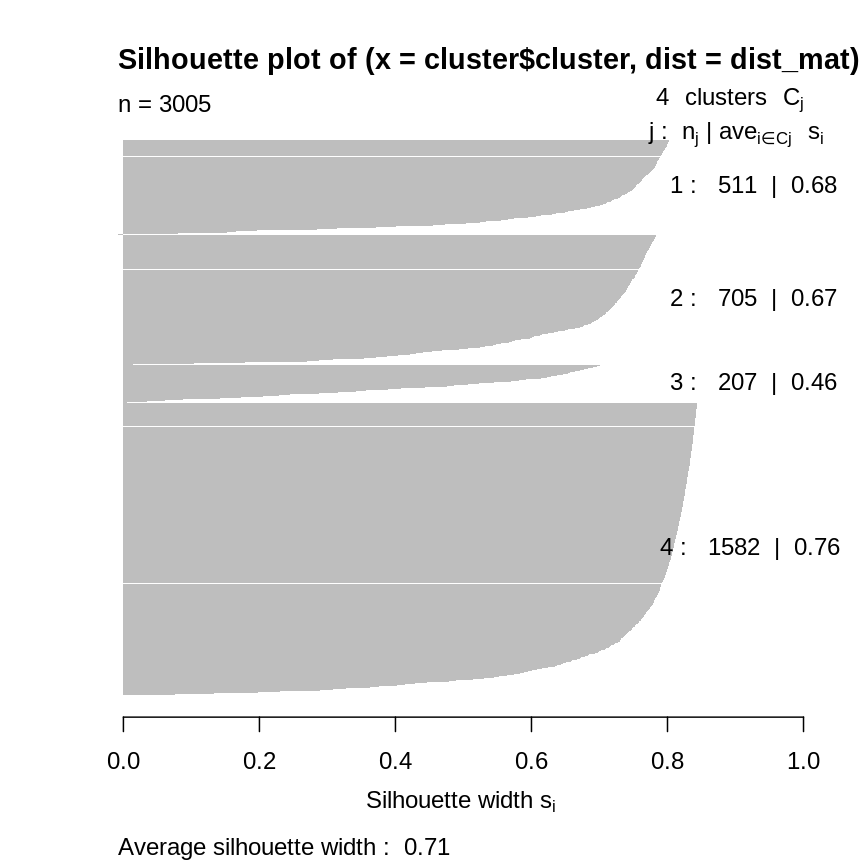 Silhouette plot of (x = cluster$cluster, dist = dist_mat)
n = 3005
4 clusters Cj
j : nj | avei∈Cj si
1 : 511 | 0.68
2 : 705 | 0.67
3 : 207 | 0.46
4 : 1582 | 0.76
0.0 0.2 0.4 0.6 0.8 1.0
Silhouette width si
Average silhouette width : 0.71